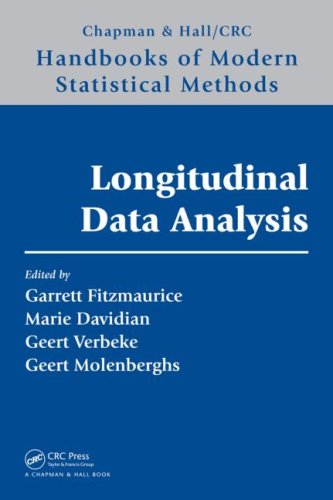 Chapman & Hall/CRC
Handbooks of Modern
Statistical Methods
Longitudinal
Data Analysis
Edited by
Garrett Fitzmaurice
Marie Davidian
Geert Verbeke
Geert Molenberghs
CRC Press
Taylor & Francis Group
A CHAPMAN & HALL BOOK